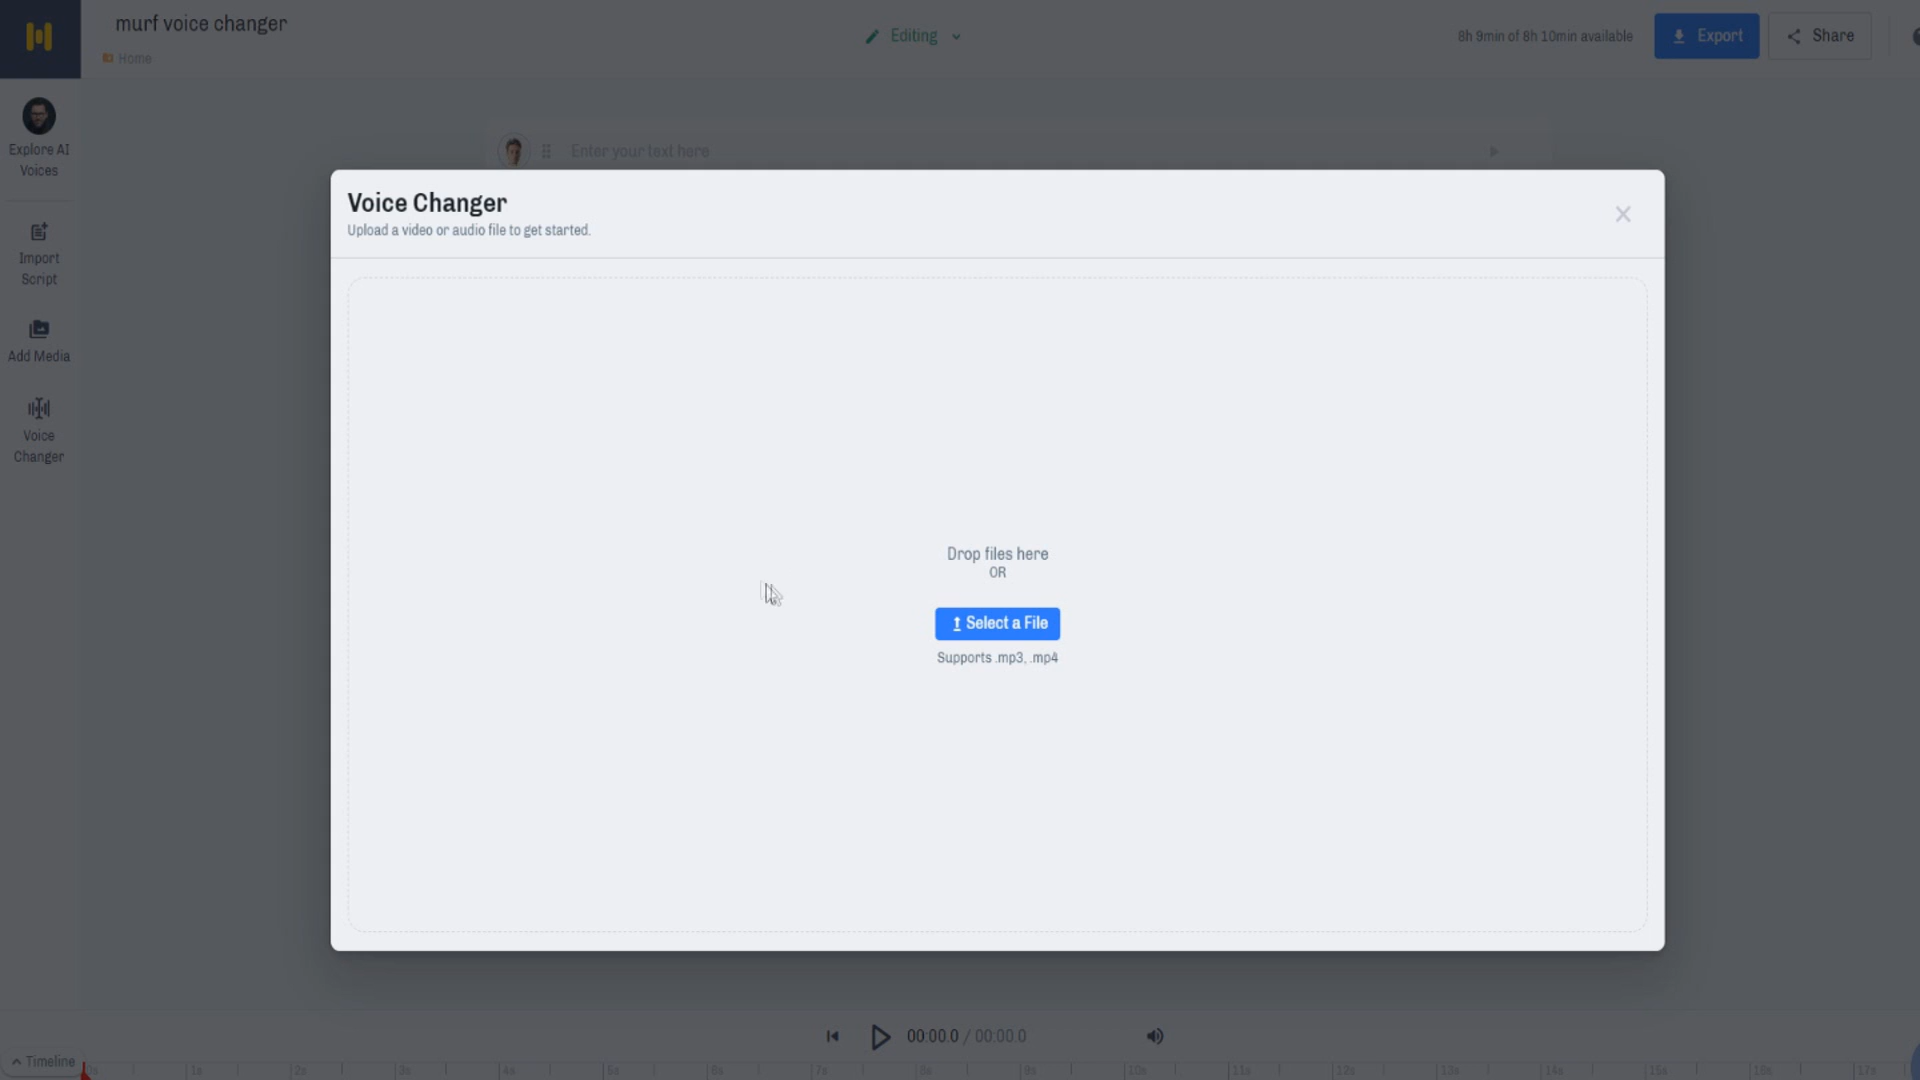 murf voice changer
Home
Editing
8h 9min of 8h 10min available
Export
Share
Explore AI
Voices
Enter your text here
Import
Script
Add Media
Voice
Changer
Voice Changer
Upload a video or audio file to get started.
Drop files here
OR
Select a File
Supports .mp3, .mp4
00:00.0 / 00:00.0
Timeline
0s 1s 2s 3s 4s 5s 6s 7s 8s 9s 10s 11s 12s 13s 14s 15s 16s 17s